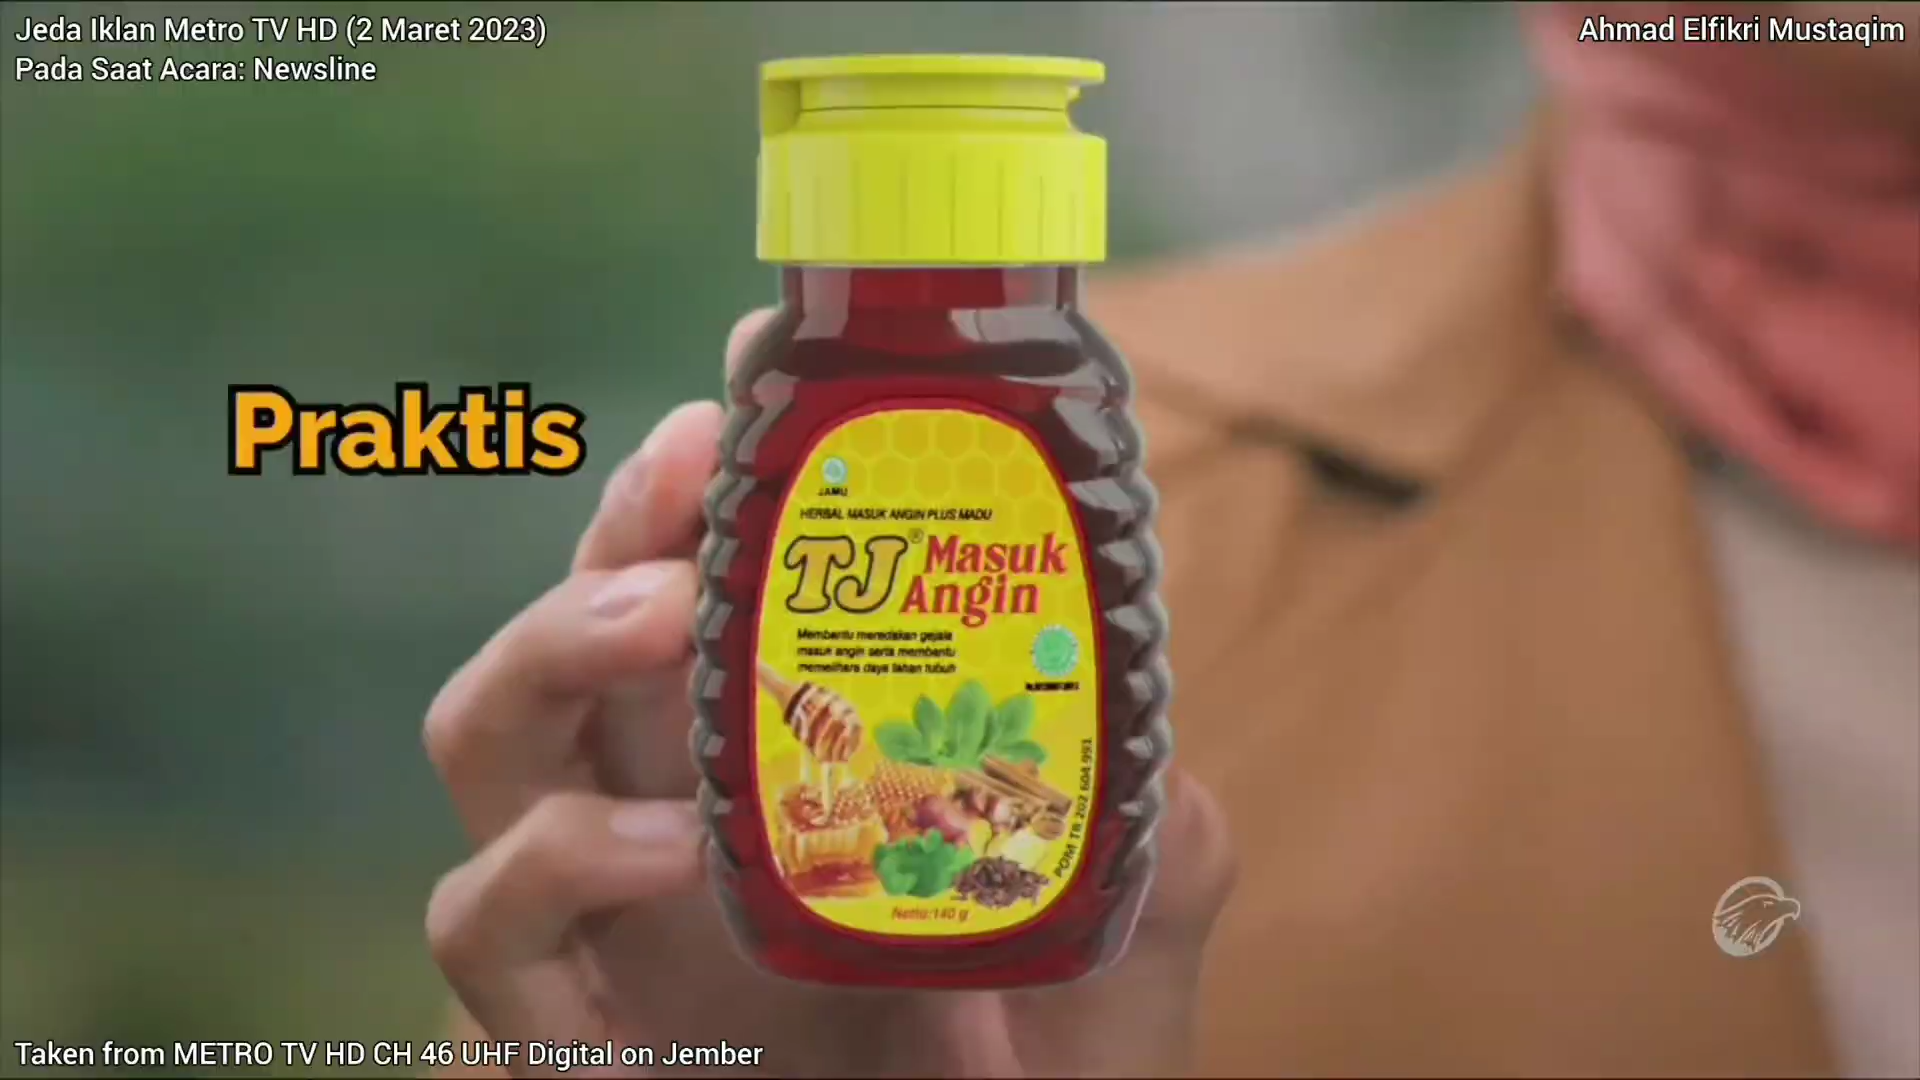 Jeda Iklan Metro TV HD (2 Maret 2023)
Pada Saat Acara: Newsline
Ahmad Elfikri Mustaqim
Praktis
JAMU
HERBAL MASUK ANGIN PLUS MADU
TJ® Masuk
Angin
Membantu meredakan gejala
masuk angin serta membantu
memelihara daya tahan tubuh
POM TR 202 604 991
Netto: 140 g
Taken from METRO TV HD CH 46 UHF Digital on Jember